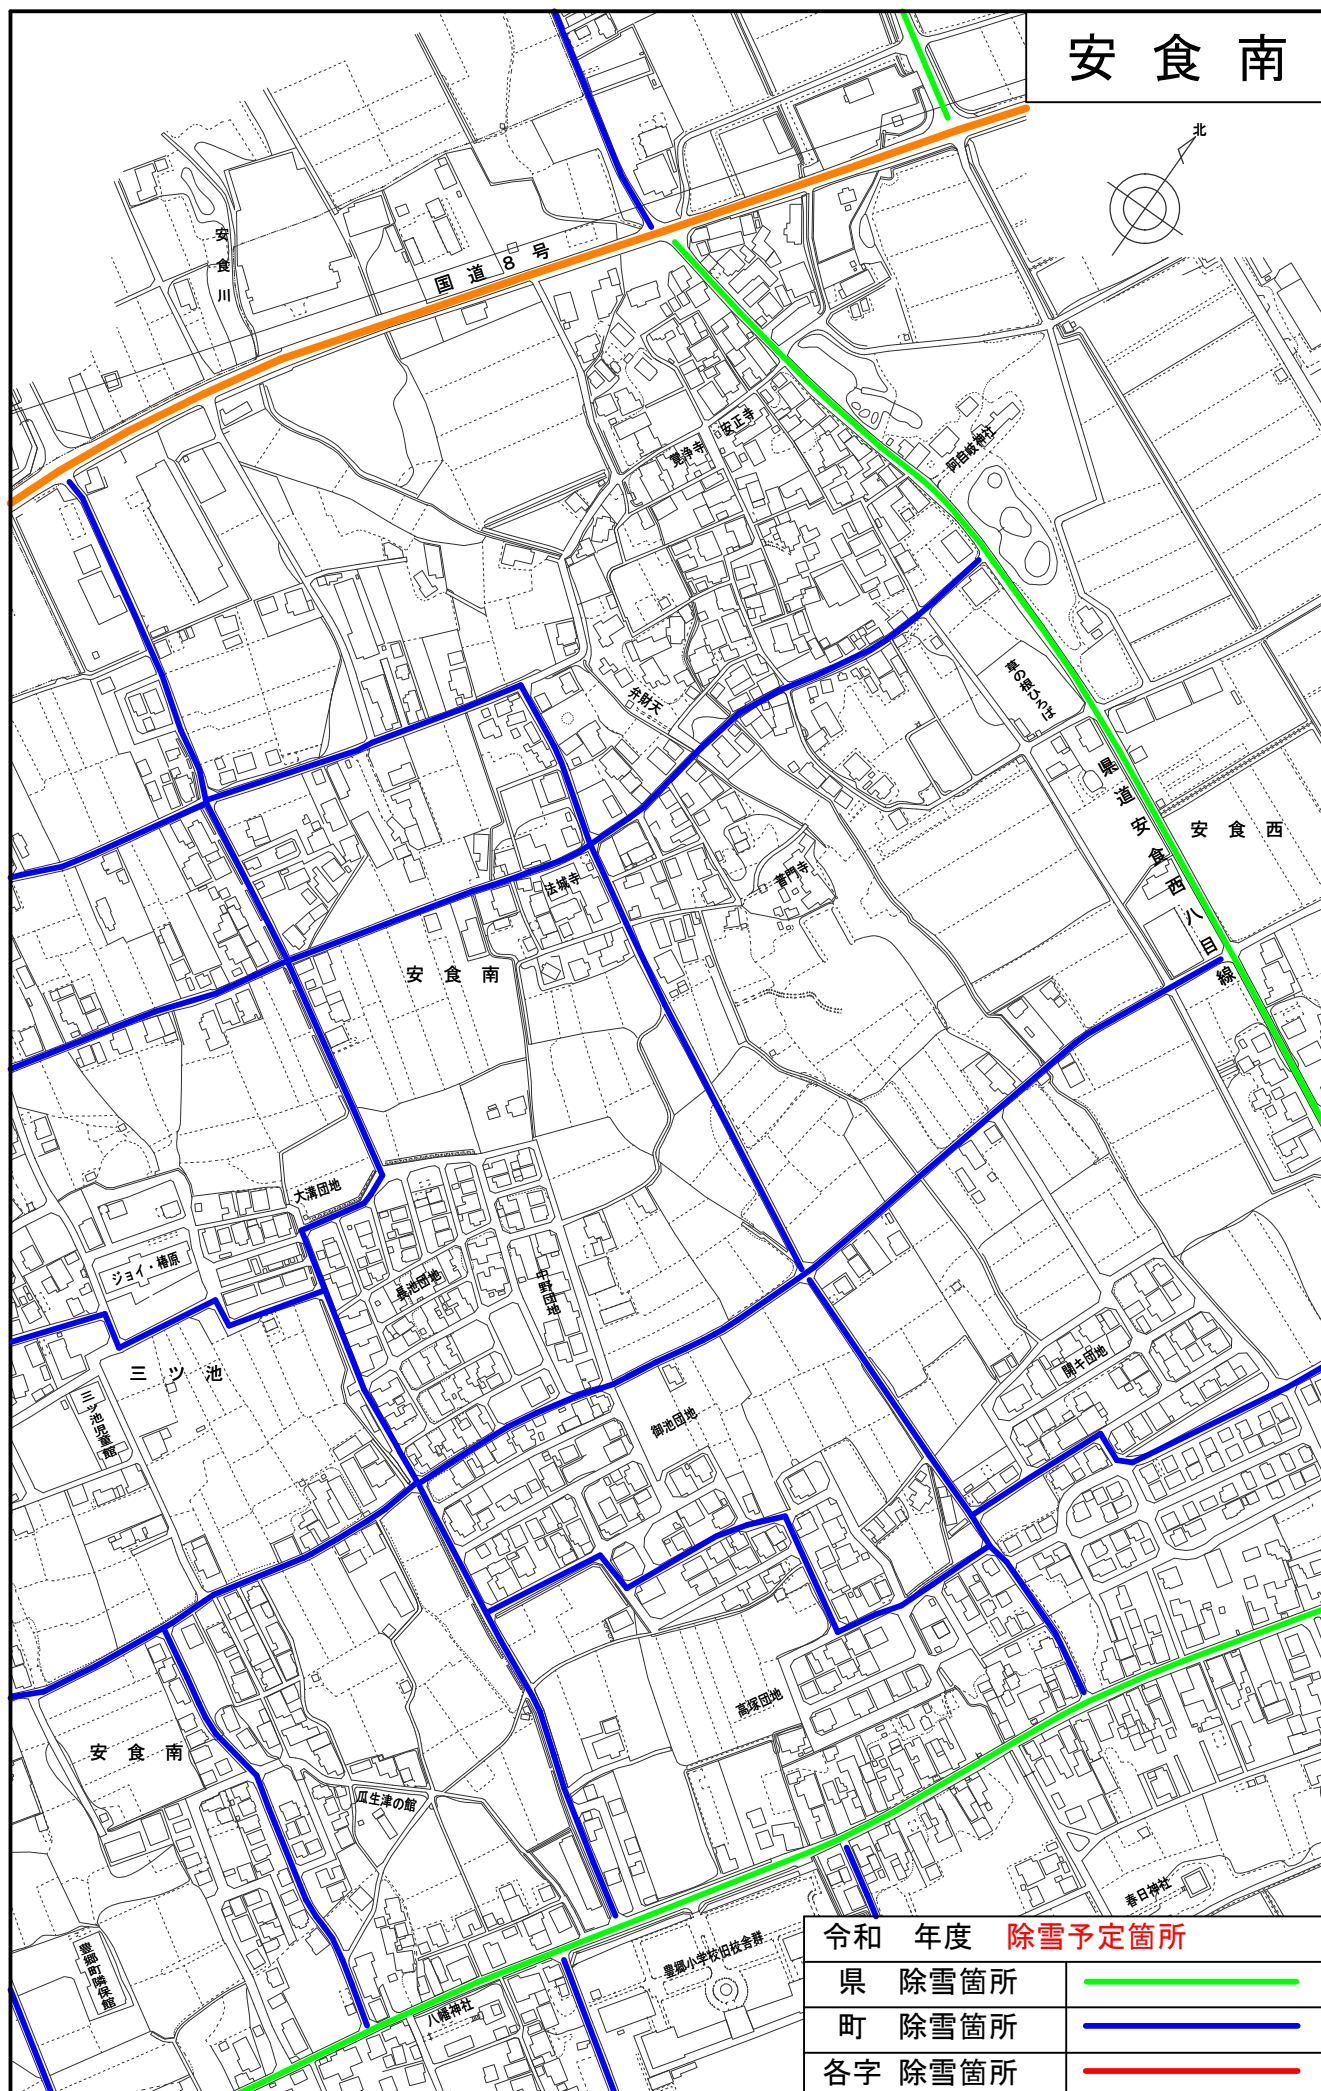 安食南
北
安食川
国道8号
安正寺
覚浄寺
阿自岐神社
草の根ひろば
弁財天
県道安食西八目線
安食西
普門寺
法城寺
安食南
大溝団地
ジョイ・椿原
長池団地
中野団地
三ツ池
三ツ池児童館
開キ団地
御池団地
高塚団地
安食南
瓜生津の館
春日神社
豊郷小学校旧校舎群
豊郷町隣保館
八幡神社
令和 年度 除雪予定箇所
県 除雪箇所
町 除雪箇所
各字 除雪箇所